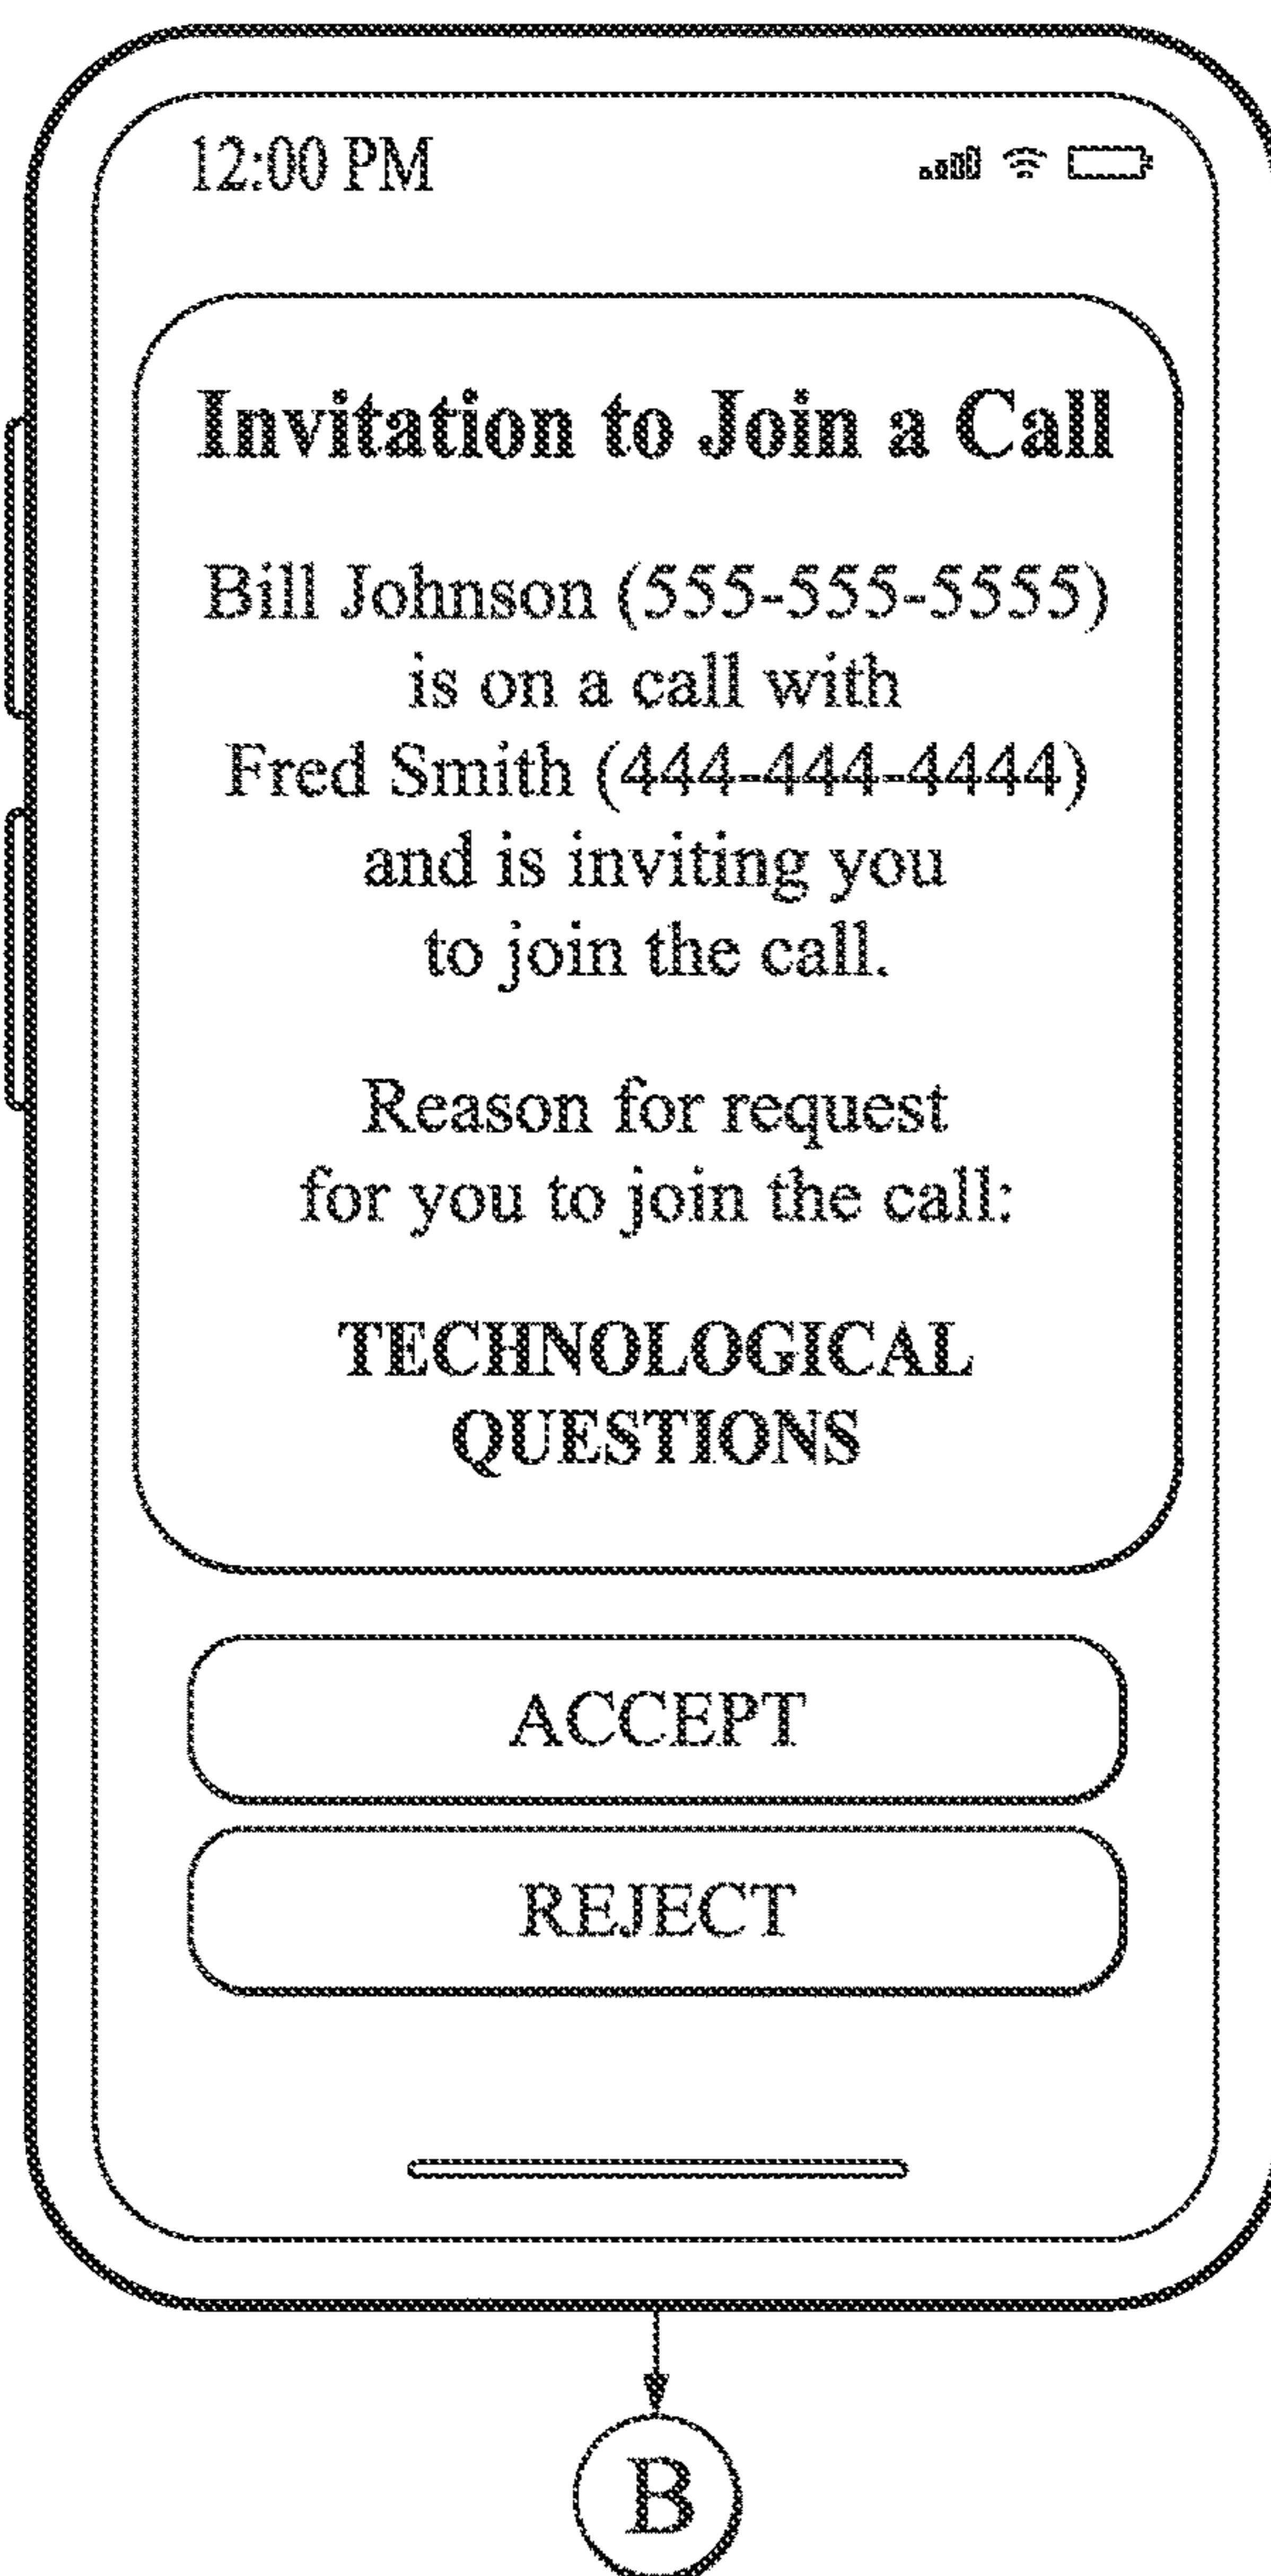 12:00 PM
Invitation to Join a Call
Bill Johnson (555-555-5555)
is on a call with
Fred Smith (444-444-4444)
and is inviting you
to join the call.
Reason for request
for you to join the call:
TECHNOLOGICAL
QUESTIONS
ACCEPT
REJECT
B